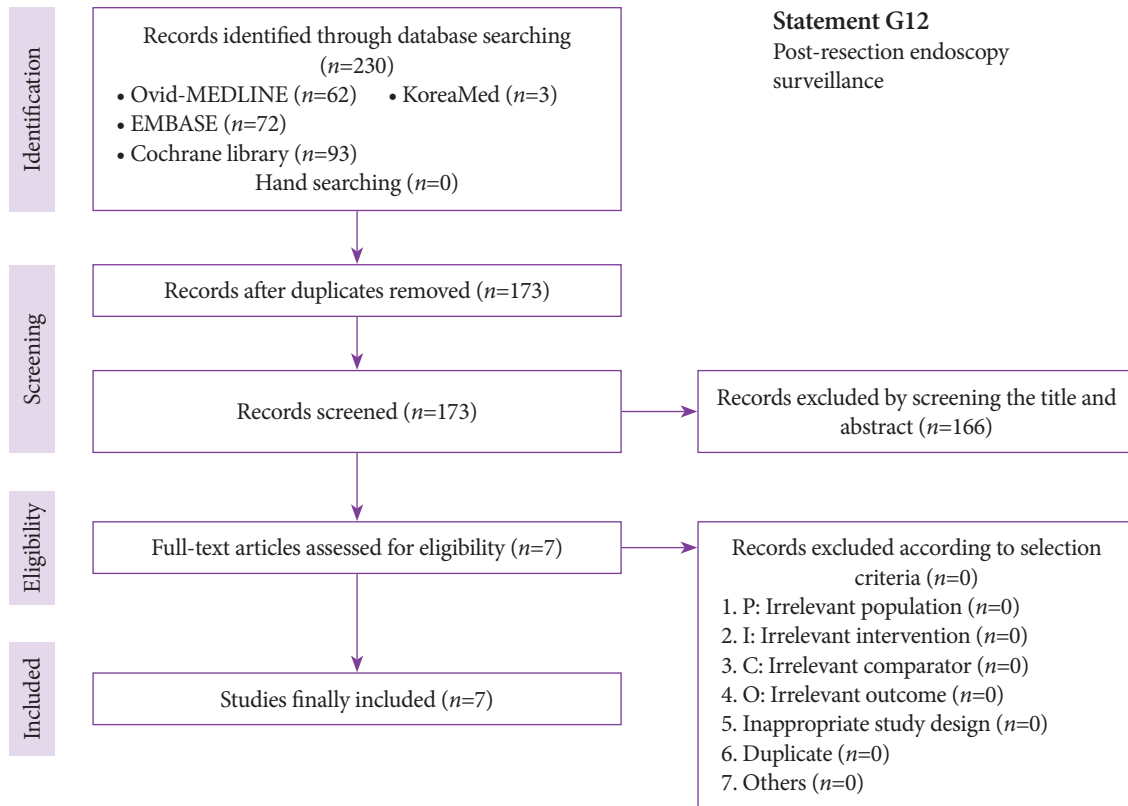 Statement G12
Post-resection endoscopy
surveillance
Identification
Records identified through database searching
(n=230)
• Ovid-MEDLINE (n=62) • KoreaMed (n=3)
• EMBASE (n=72)
• Cochrane library (n=93)
Hand searching (n=0)
Screening
Records after duplicates removed (n=173)
Records screened (n=173)
Records excluded by screening the title and
abstract (n=166)
Eligibility
Full-text articles assessed for eligibility (n=7)
Records excluded according to selection
criteria (n=0)
1. P: Irrelevant population (n=0)
2. I: Irrelevant intervention (n=0)
3. C: Irrelevant comparator (n=0)
4. O: Irrelevant outcome (n=0)
5. Inappropriate study design (n=0)
6. Duplicate (n=0)
7. Others (n=0)
Included
Studies finally included (n=7)